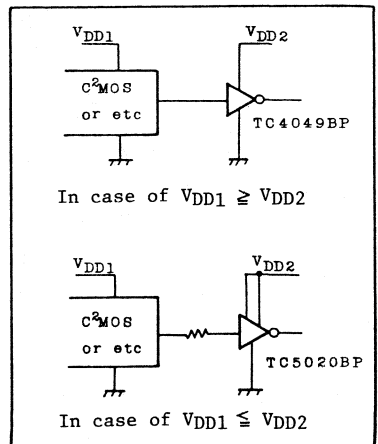 VDD1 VDD2
C²MOS
or etc
TC4049BP
In case of VDD1 ≧ VDD2
VDD1 VDD2
C²MOS
or etc
TC5020BP
In case of VDD1 ≦ VDD2